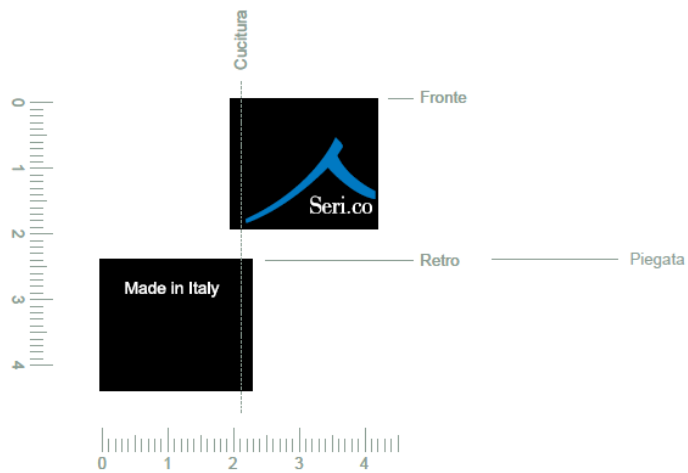 Cucitura
Fronte
0
1
2
3
4
Seri.co
Retro
Piegata
Made in Italy
0 1 2 3 4